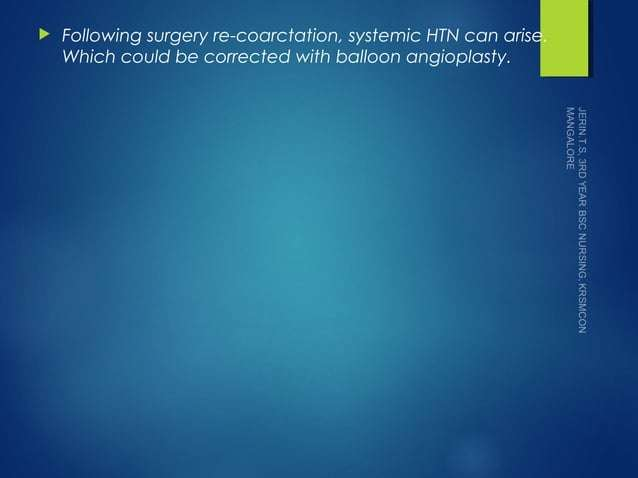 Following surgery re-coarctation, systemic HTN can arise.
Which could be corrected with balloon angioplasty.
JERIN T.S, 3RD YEAR BSC NURSING, KRSMCON
MANGALORE